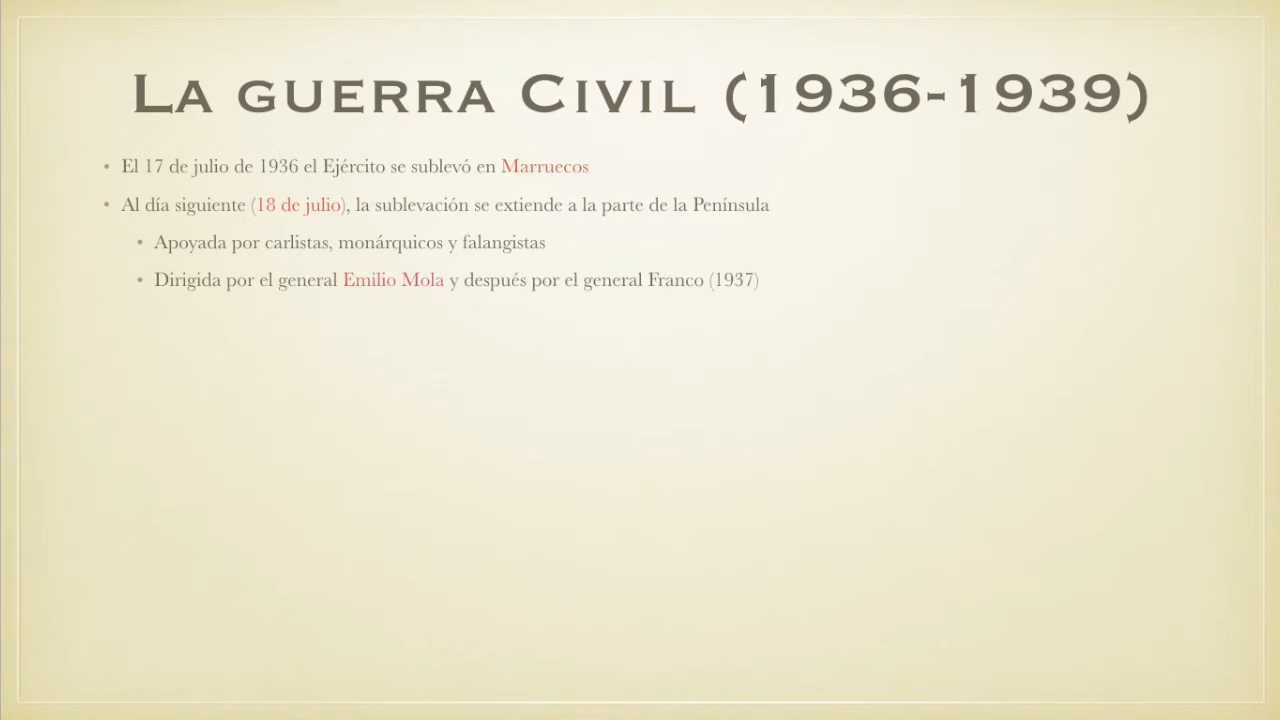 La guerra Civil (1936-1939)
• El 17 de julio de 1936 el Ejército se sublevó en Marruecos
• Al día siguiente (18 de julio), la sublevación se extiende a la parte de la Península
• Apoyada por carlistas, monárquicos y falangistas
• Dirigida por el general Emilio Mola y después por el general Franco (1937)